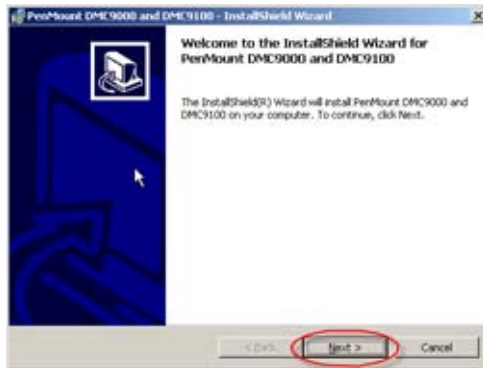 PenMount DMC9000 and DMC9100 - InstallShield Wizard
Welcome to the InstallShield Wizard for
PenMount DMC9000 and DMC9100
The InstallShield(R) Wizard will install PenMount DMC9000 and
DMC9100 on your computer. To continue, click Next.
< Back
Next >
Cancel